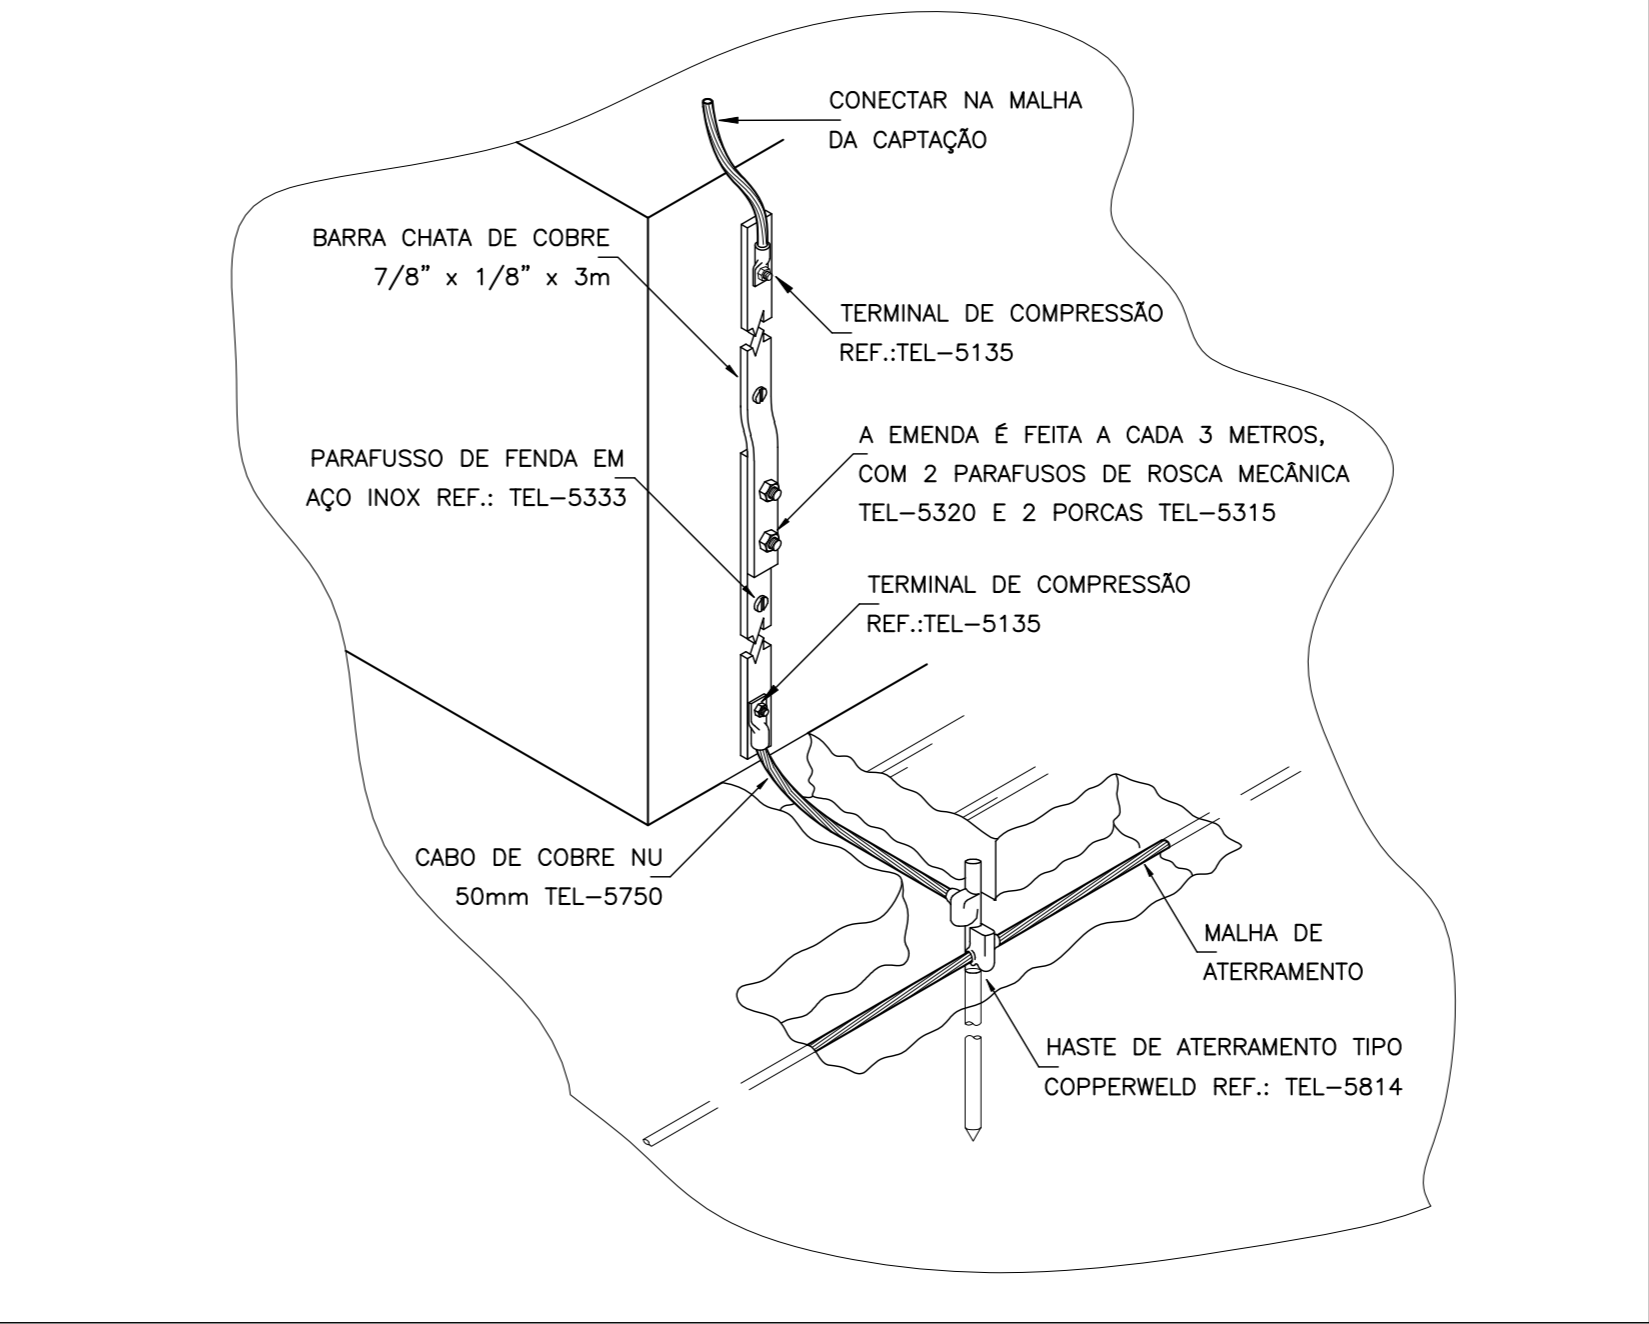 CONECTAR NA MALHA
DA CAPTAÇÃO
BARRA CHATA DE COBRE
7/8” x 1/8” x 3m
TERMINAL DE COMPRESSÃO
REF.:TEL-5135
A EMENDA É FEITA A CADA 3 METROS,
COM 2 PARAFUSOS DE ROSCA MECÂNICA
TEL-5320 E 2 PORCAS TEL-5315
PARAFUSSO DE FENDA EM
AÇO INOX REF.: TEL-5333
TERMINAL DE COMPRESSÃO
REF.:TEL-5135
CABO DE COBRE NU
50mm TEL-5750
MALHA DE
ATERRAMENTO
HASTE DE ATERRAMENTO TIPO
COPPERWELD REF.: TEL-5814